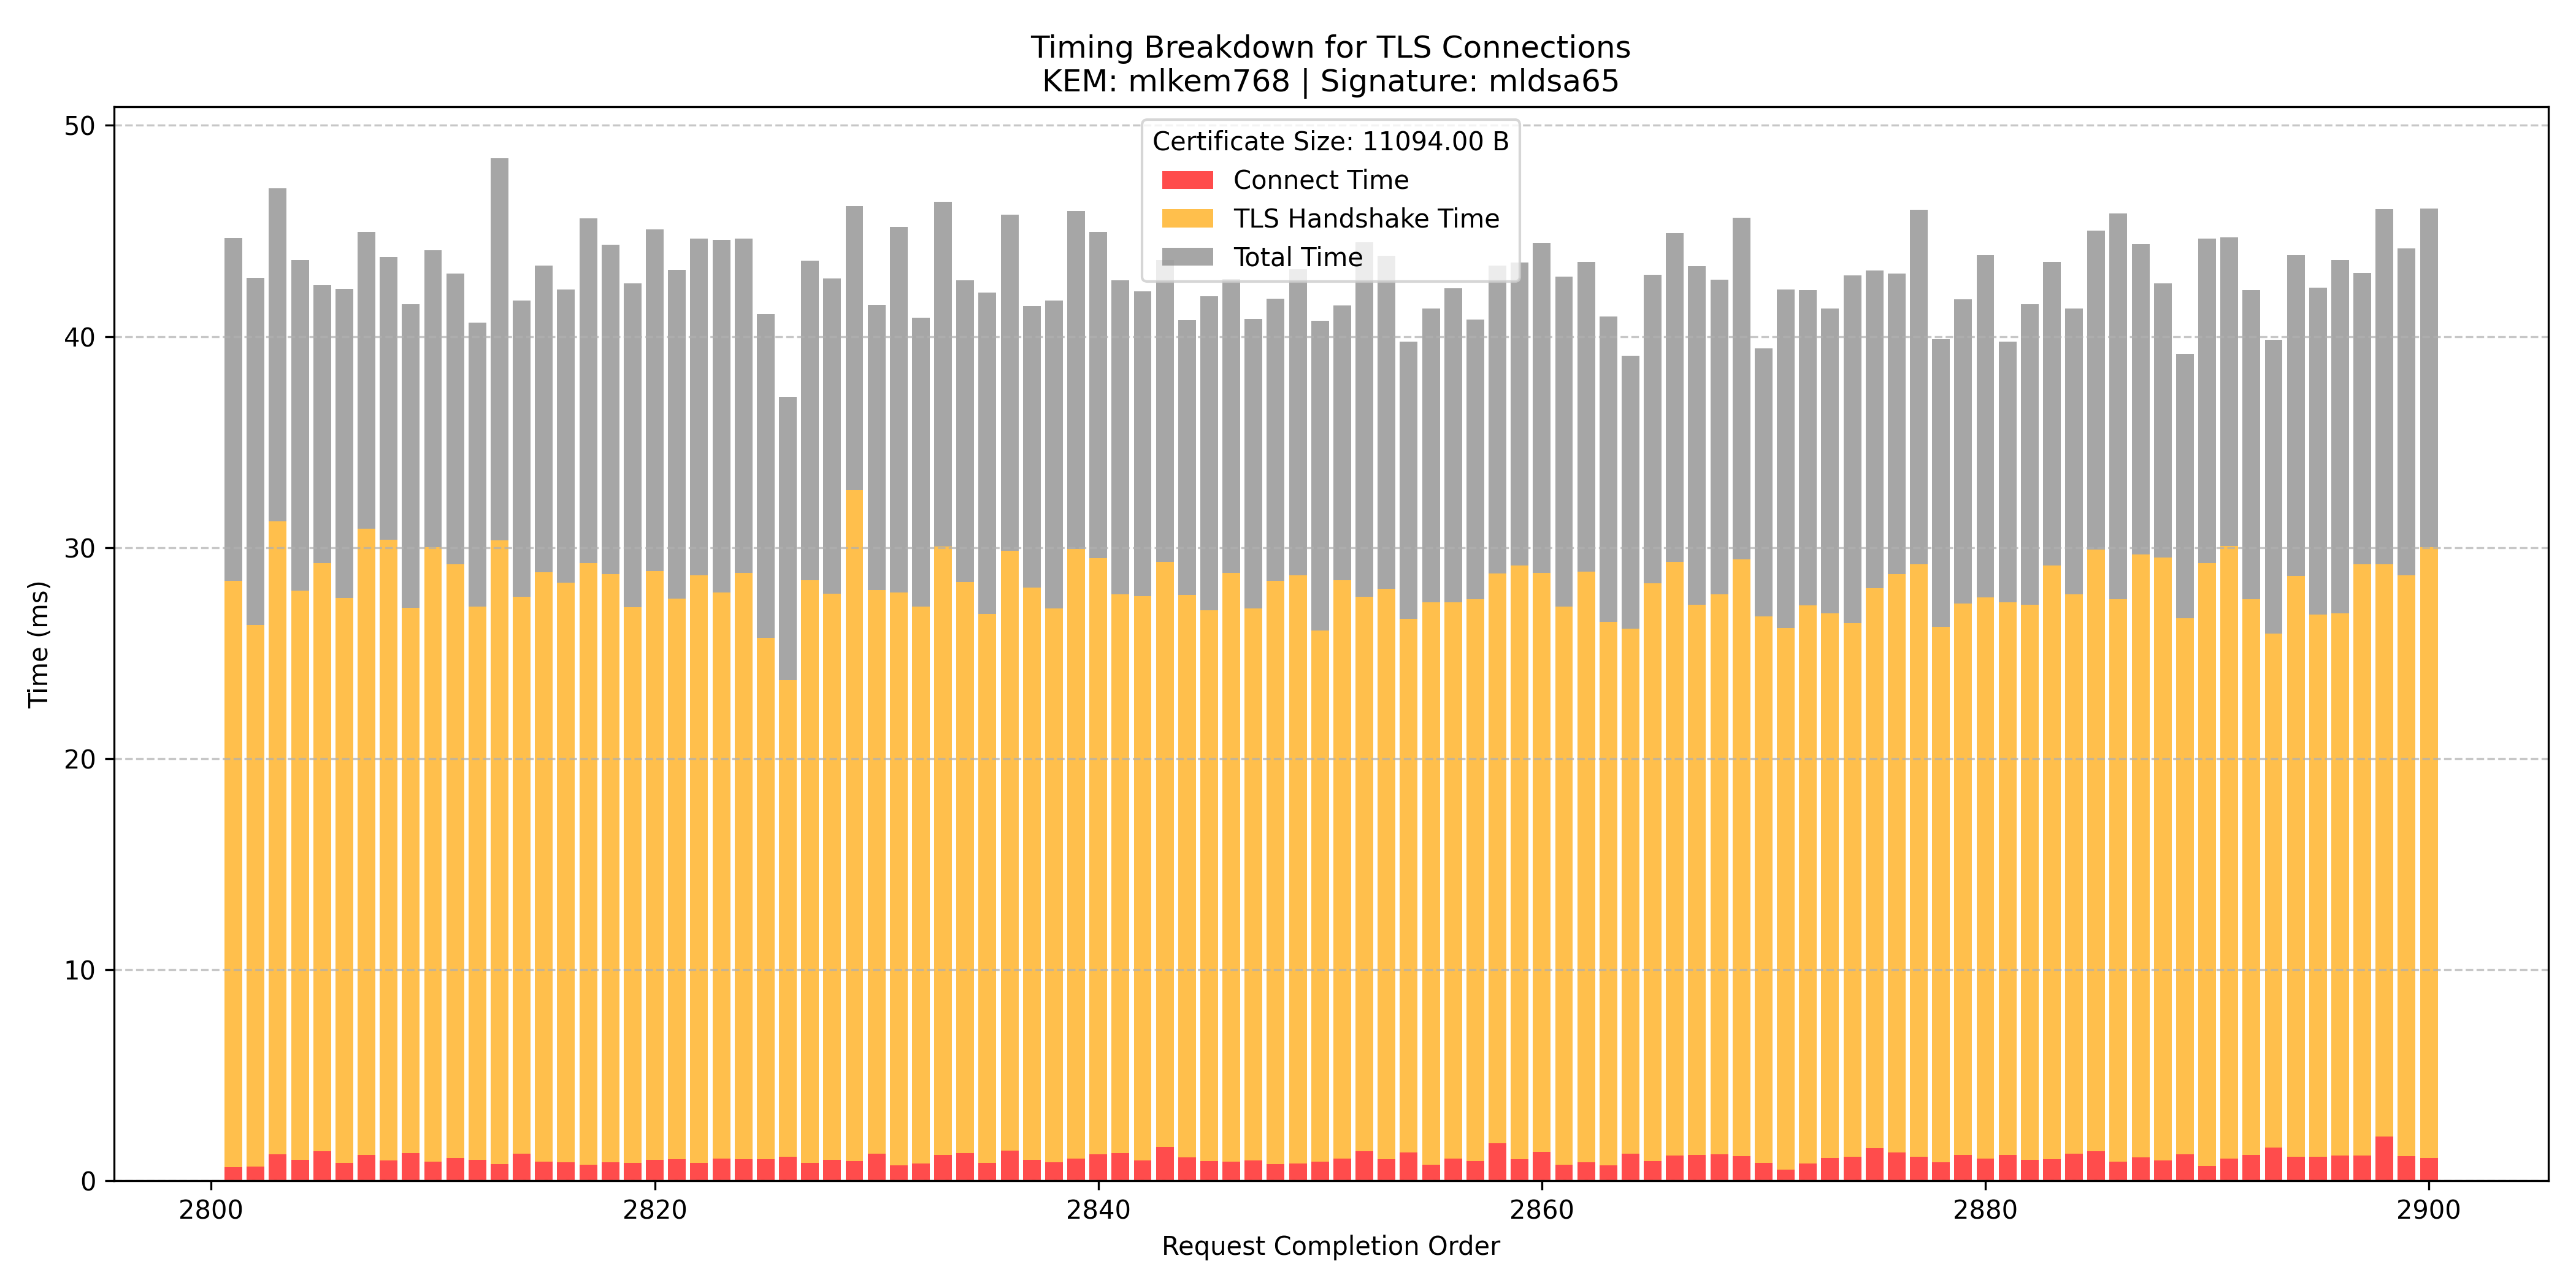 Timing Breakdown for TLS Connections
KEM: mlkem768 | Signature: mldsa65
Certificate Size: 11094.00 B
Connect Time
TLS Handshake Time
Total Time
Time (ms)
50
40
30
20
10
0
2800
2820
2840
2860
2880
2900
Request Completion Order